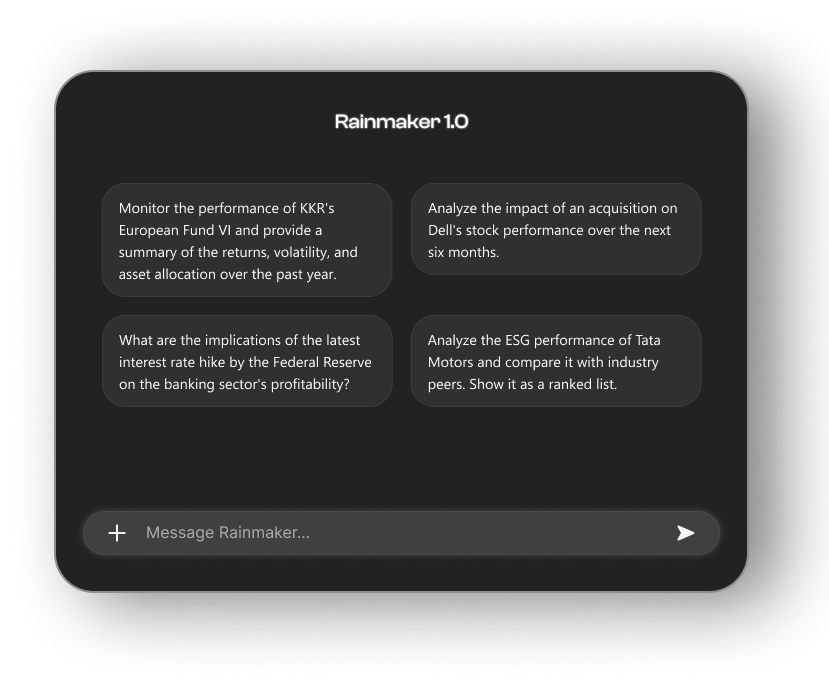 Rainmaker 1.0
Monitor the performance of KKR's
European Fund VI and provide a
summary of the returns, volatility, and
asset allocation over the past year.
Analyze the impact of an acquisition on
Dell's stock performance over the next
six months.
What are the implications of the latest
interest rate hike by the Federal Reserve
on the banking sector's profitability?
Analyze the ESG performance of Tata
Motors and compare it with industry
peers. Show it as a ranked list.
Message Rainmaker...